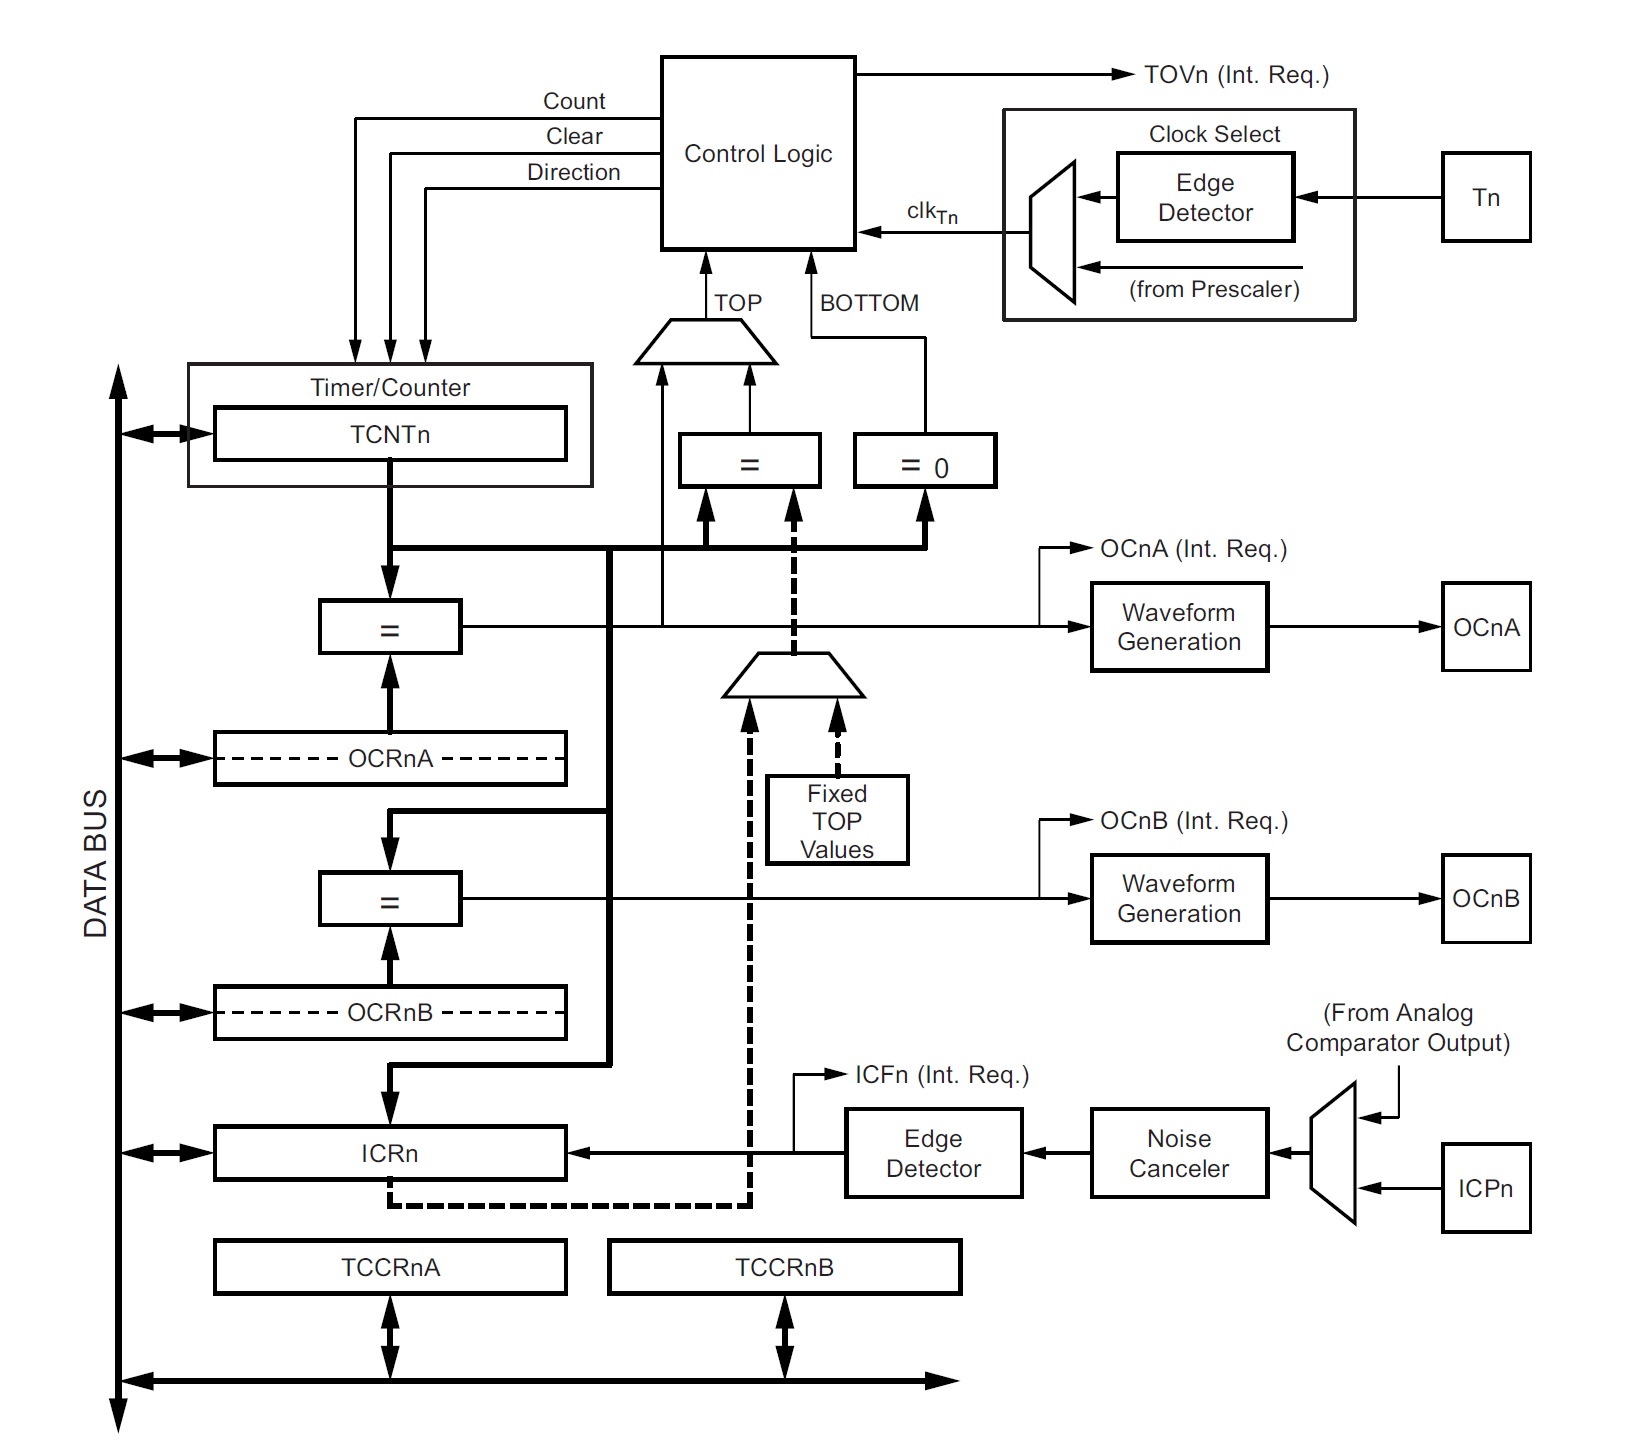 TOVn (Int. Req.)
Count
Clear
Direction
Control Logic
Clock Select
Edge
Detector
Tn
clkTn
(from Prescaler)
TOP
BOTTOM
Timer/Counter
TCNTn
=
= 0
OCnA (Int. Req.)
=
Waveform
Generation
OCnA
OCRnA
Fixed
TOP
Values
DATA BUS
OCnB (Int. Req.)
=
Waveform
Generation
OCnB
OCRnB
(From Analog
Comparator Output)
ICFn (Int. Req.)
ICRn
Edge
Detector
Noise
Canceler
ICPn
TCCRnA
TCCRnB